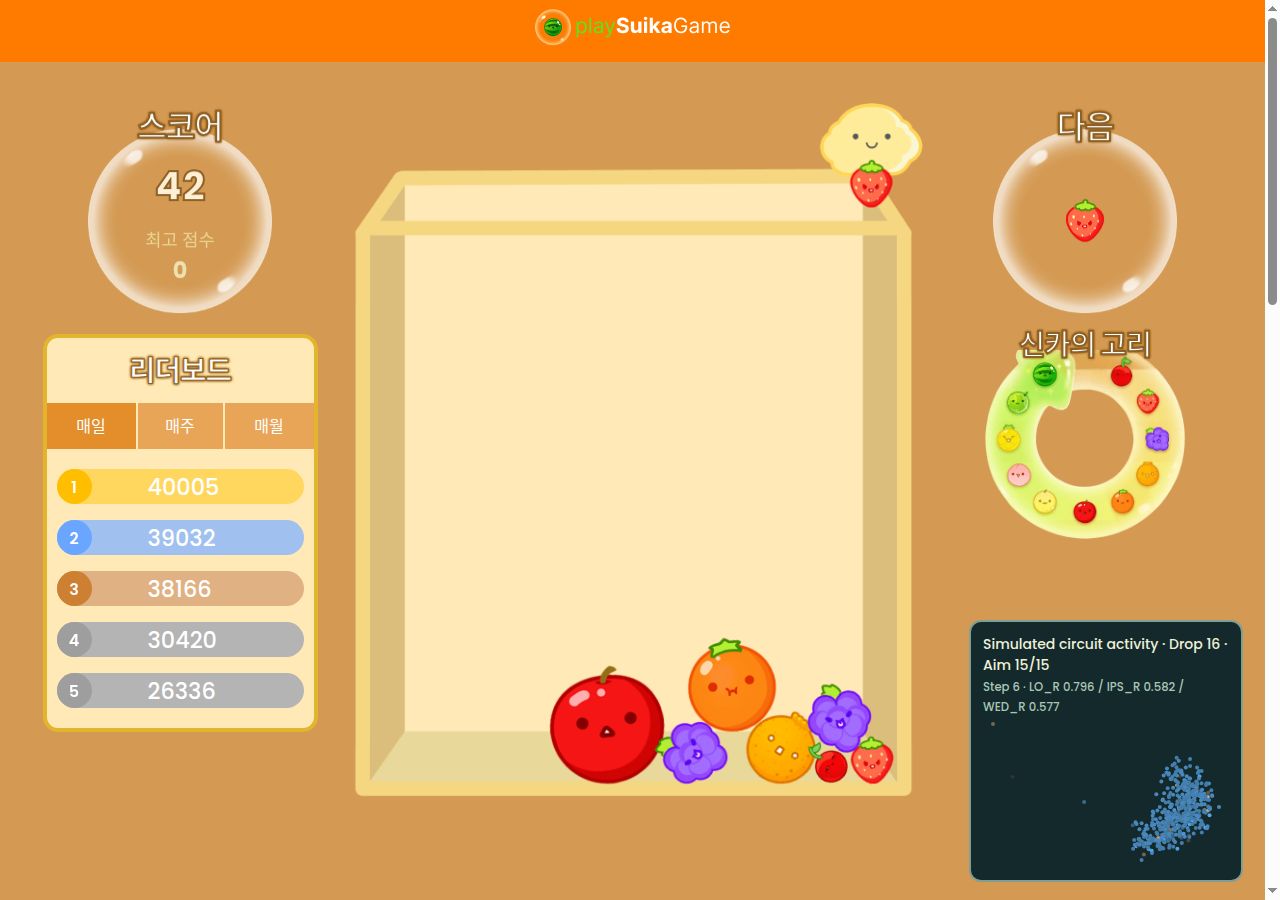 playSuikaGame
스코어
42
최고 점수
0
리더보드
매일 매주 매월
1 40005
2 39032
3 38166
4 30420
5 26336
다음
신카의 고리
Simulated circuit activity · Drop 16 ·
Aim 15/15
Step 6 · LO_R 0.796 / IPS_R 0.582 /
WED_R 0.577